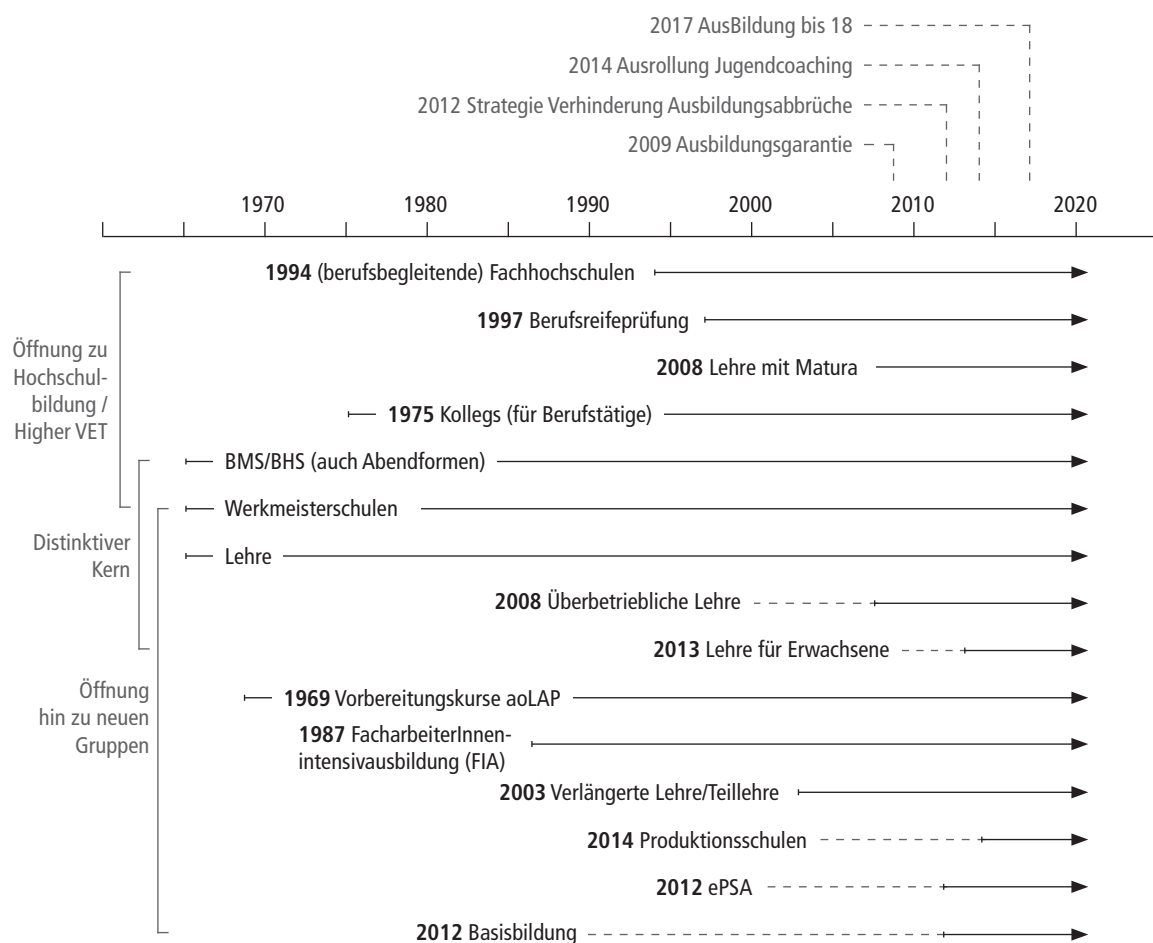 2017 AusBildung bis 18
2014 Ausrollung Jugendcoaching
2012 Strategie Verhinderung Ausbildungsabbrüche
2009 Ausbildungsgarantie
1970 1980 1990 2000 2010 2020
1994 (berufsbegleitende) Fachhochschulen
1997 Berufsreifeprüfung
2008 Lehre mit Matura
1975 Kollegs (für Berufstätige)
BMS/BHS (auch Abendformen)
Werkmeisterschulen
Lehre
2008 Überbetriebliche Lehre
2013 Lehre für Erwachsene
1969 Vorbereitungskurse aoLAP
1987 FacharbeiterInnen-
intensivausbildung (FIA)
2003 Verlängerte Lehre/Teillehre
2014 Produktionsschulen
2012 ePSA
2012 Basisbildung
Öffnung zu
Hochschul-
bildung /
Higher VET
Distinktiver
Kern
Öffnung
hin zu neuen
Gruppen